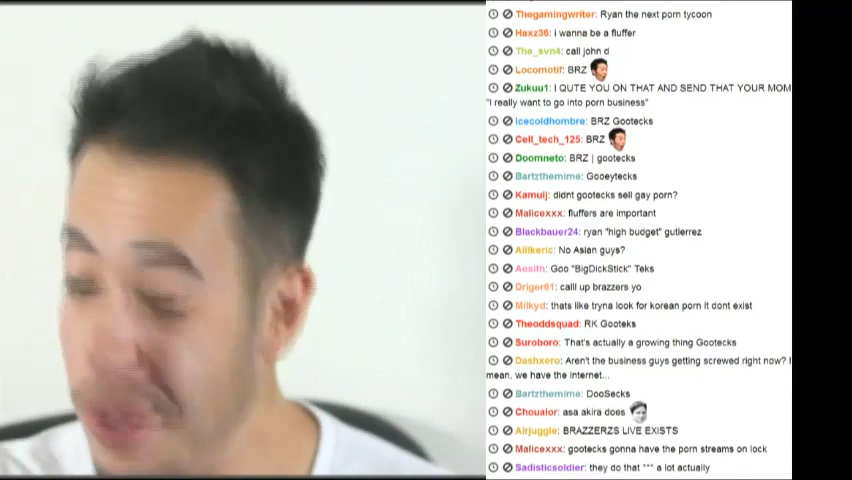 Thegamingwriter: Ryan the next porn tycoon
Haxz36: i wanna be a fluffer
The_svn4: call john d
Locomotif: BRZ
Zukuu1: I QUTE YOU ON THAT AND SEND THAT YOUR MOM
"I really want to go into porn business"
Icecoldhombre: BRZ Gootecks
Cell_tech_125: BRZ
Doomneto: BRZ | gootecks
Bartzthemime: Gooeytecks
Kamuij: didnt gootecks sell gay porn?
Malicexxx: fluffers are important
Blackbauer24: ryan "high budget" gutierrez
Allikeric: No Asian guys?
Aesith: Goo "BigDickStick" Teks
Driger61: calll up brazzers yo
Milkyd: thats like tryna look for korean porn it dont exist
Theoddsquad: RK Gooteks
Suroboro: That's actually a growing thing Gootecks
Dashxero: Aren't the business guys getting screwed right now? I
mean, we have the internet...
Bartzthemime: DooSecks
Choualor: asa akira does
Airjuggle: BRAZZERZS LIVE EXISTS
Malicexxx: gootecks gonna have the porn streams on lock
Sadisticsoldier: they do that *** a lot actually